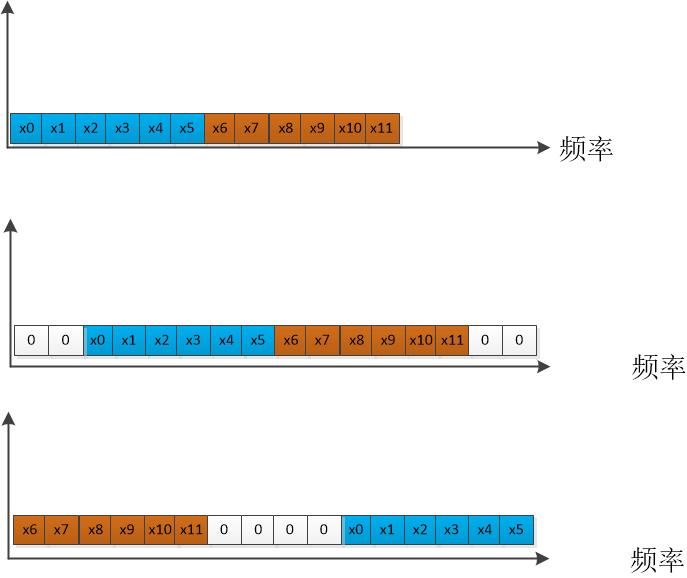 x0 x1 x2 x3 x4 x5 x6 x7 x8 x9 x10 x11
频率
0 0 x0 x1 x2 x3 x4 x5 x6 x7 x8 x9 x10 x11 0 0
频率
x6 x7 x8 x9 x10 x11 0 0 0 0 x0 x1 x2 x3 x4 x5
频率